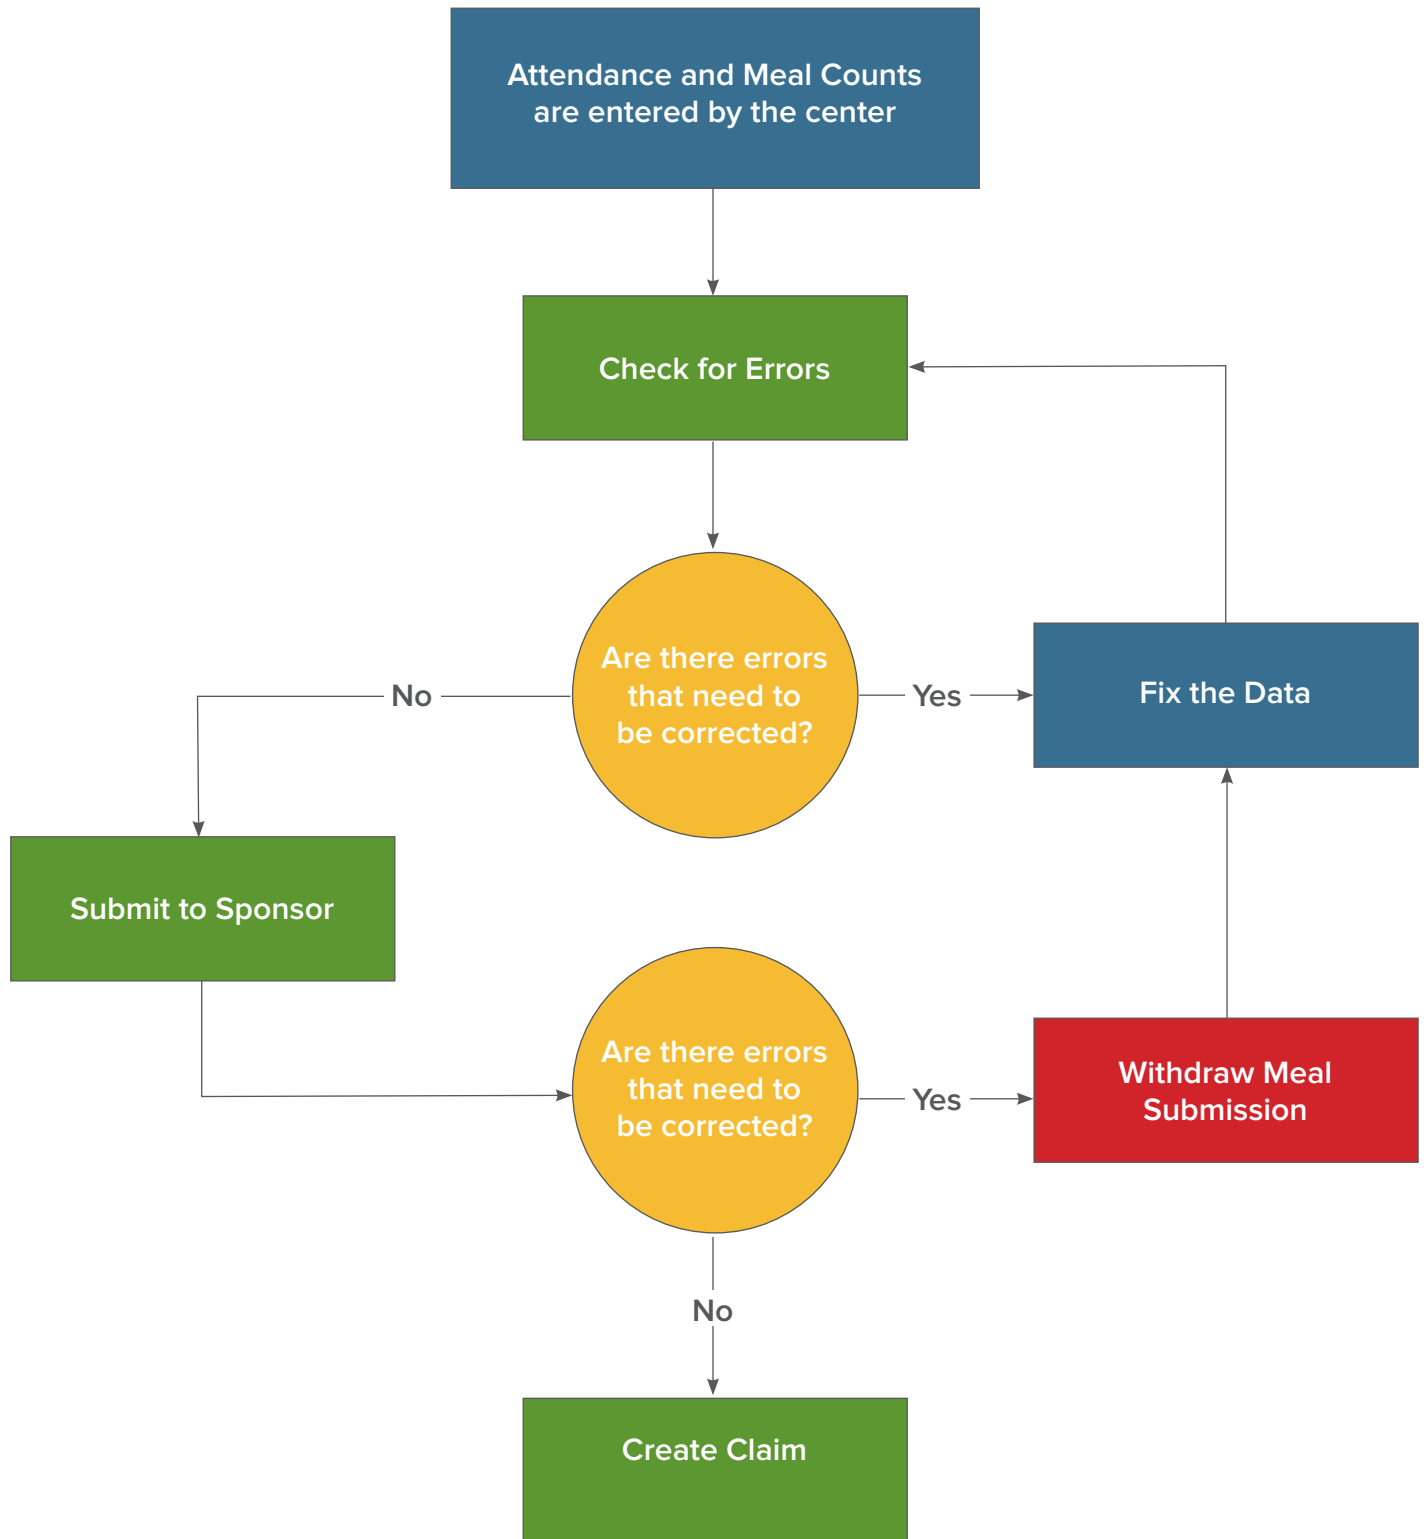 Attendance and Meal Counts
are entered by the center
Check for Errors
Are there errors
that need to
be corrected?
No
Yes
Fix the Data
Submit to Sponsor
Are there errors
that need to
be corrected?
Yes
Withdraw Meal
Submission
No
Create Claim